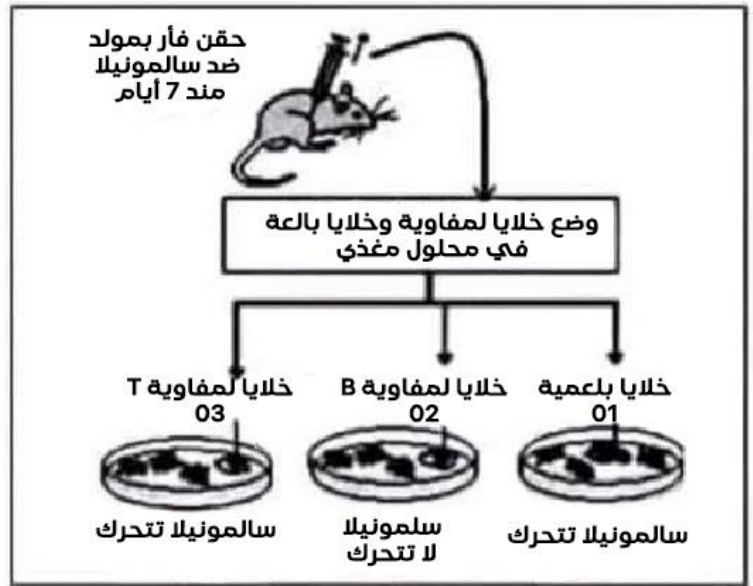 حقن فأر بمولد
ضد سالمونيلا
مند 7 أيام
وضع خلايا لمفاوية وخلايا بالعة
في محلول مغذي
خلايا بلعمية
01
خلايا لمفاوية B
02
خلايا لمفاوية T
03
سالمونيلا تتحرك
سلمونيلا
لا تتحرك
سالمونيلا تتحرك